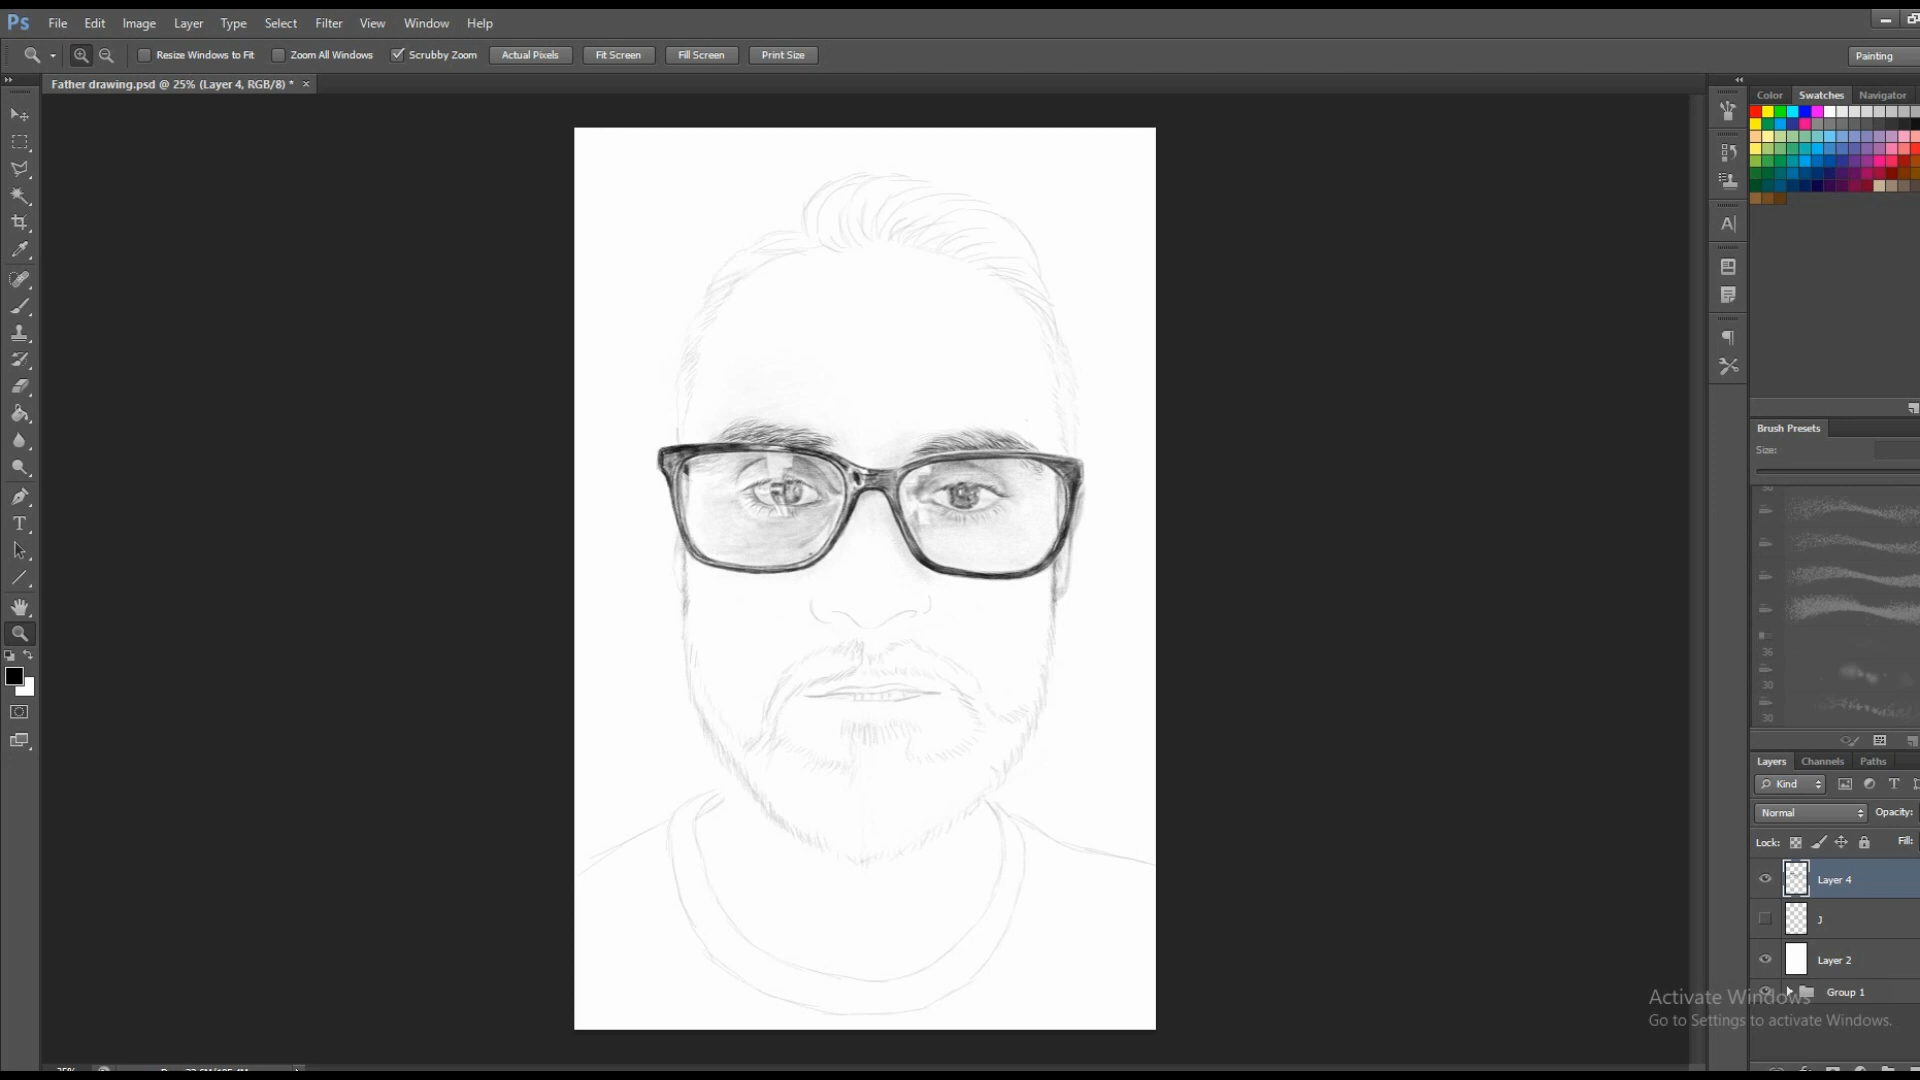 Ps File Edit Image Layer Type Select Filter View Window Help
Resize Windows to Fit Zoom All Windows Scrubby Zoom Actual Pixels Fit Screen Fill Screen Print Size Painting
Father drawing.psd @ 25% (Layer 4, RGB/8) * ×
Color Swatches Navigator
Brush Presets
Size:
36
30
30
Layers Channels Paths
Kind
Normal Opacity:
Lock: Fill:
Layer 4
J
Layer 2
Group 1
Activate Windows
Go to Settings to activate Windows.